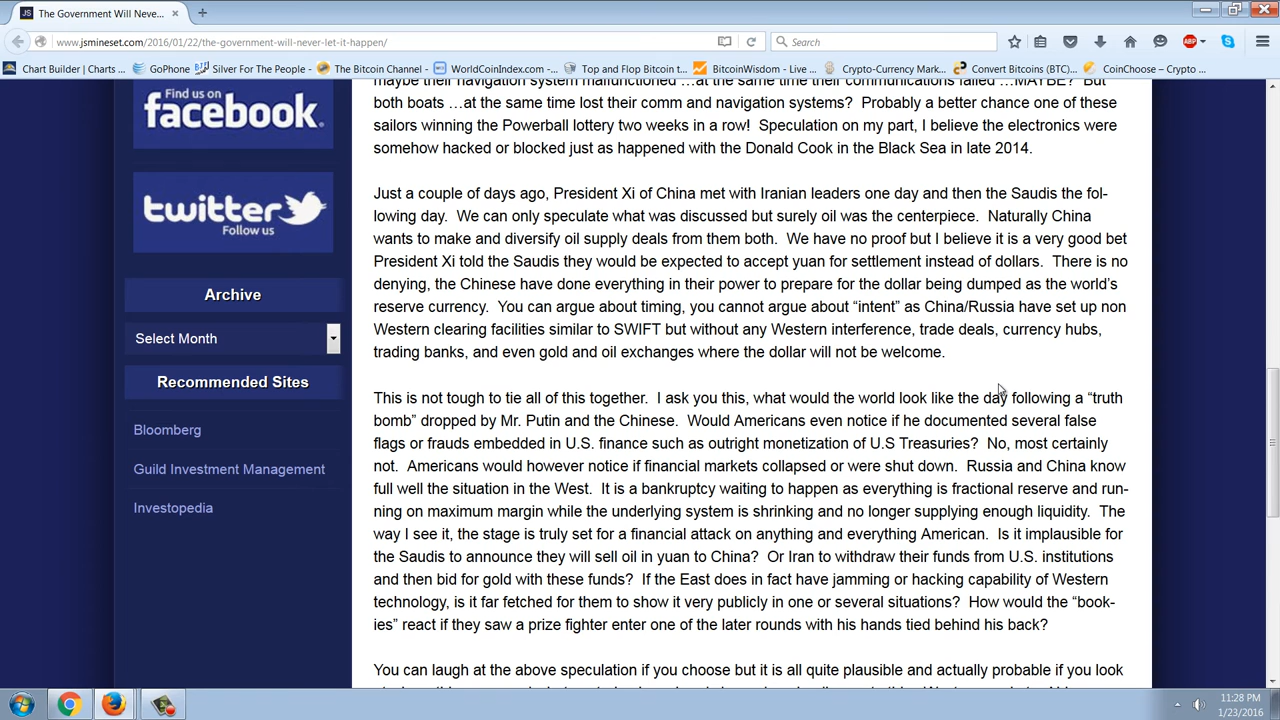 The Government Will Neve...
www.jsmineset.com/2016/01/22/the-government-will-never-let-it-happen/
Search
ABP
Chart Builder | Charts ...
GoPhone
Silver For The People - ...
The Bitcoin Channel - ...
WorldCoinIndex.com - ...
Top and Flop (total) t...
BitcoinWisdom - Live ...
Crypto-Currency Mark...
Convert Bitcoins (BTC)...
CoinChoose – Crypto ...
Find us on
facebook.
twitter
Follow us
Archive
Select Month
Recommended Sites
Bloomberg
Guild Investment Management
Investopedia
maybe their navigation system malfunctioned …at the same time their communications failed …MAYBE? But
both boats …at the same time lost their comm and navigation systems? Probably a better chance one of these
sailors winning the Powerball lottery two weeks in a row! Speculation on my part, I believe the electronics were
somehow hacked or blocked just as happened with the Donald Cook in the Black Sea in late 2014.
Just a couple of days ago, President Xi of China met with Iranian leaders one day and then the Saudis the fol-
lowing day. We can only speculate what was discussed but surely oil was the centerpiece. Naturally China
wants to make and diversify oil supply deals from them both. We have no proof but I believe it is a very good bet
President Xi told the Saudis they would be expected to accept yuan for settlement instead of dollars. There is no
denying, the Chinese have done everything in their power to prepare for the dollar being dumped as the world’s
reserve currency. You can argue about timing, you cannot argue about “intent” as China/Russia have set up non
Western clearing facilities similar to SWIFT but without any Western interference, trade deals, currency hubs,
trading banks, and even gold and oil exchanges where the dollar will not be welcome.
This is not tough to tie all of this together. I ask you this, what would the world look like the day following a “truth
bomb” dropped by Mr. Putin and the Chinese. Would Americans even notice if he documented several false
flags or frauds embedded in U.S. finance such as outright monetization of U.S Treasuries? No, most certainly
not. Americans would however notice if financial markets collapsed or were shut down. Russia and China know
full well the situation in the West. It is a bankruptcy waiting to happen as everything is fractional reserve and run-
ning on maximum margin while the underlying system is shrinking and no longer supplying enough liquidity. The
way I see it, the stage is truly set for a financial attack on anything and everything American. Is it implausible for
the Saudis to announce they will sell oil in yuan to China? Or Iran to withdraw their funds from U.S. institutions
and then bid for gold with these funds? If the East does in fact have jamming or hacking capability of Western
technology, is it far fetched for them to show it very publicly in one or several situations? How would the “book-
ies” react if they saw a prize fighter enter one of the later rounds with his hands tied behind his back?
You can laugh at the above speculation if you choose but it is all quite plausible and actually probable if you look
11:28 PM
1/23/2016